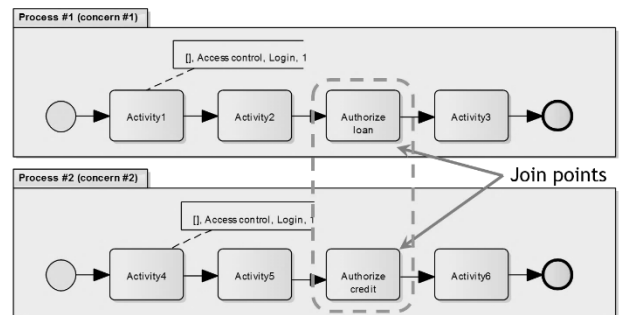 Process #1 (concern #1)
[], Access control, Login, 1
Activity1
Activity2
Authorize
loan
Activity3
Join points
Process #2 (concern #2)
[], Access control, Login, 1
Activity4
Activity5
Authorize
credit
Activity6